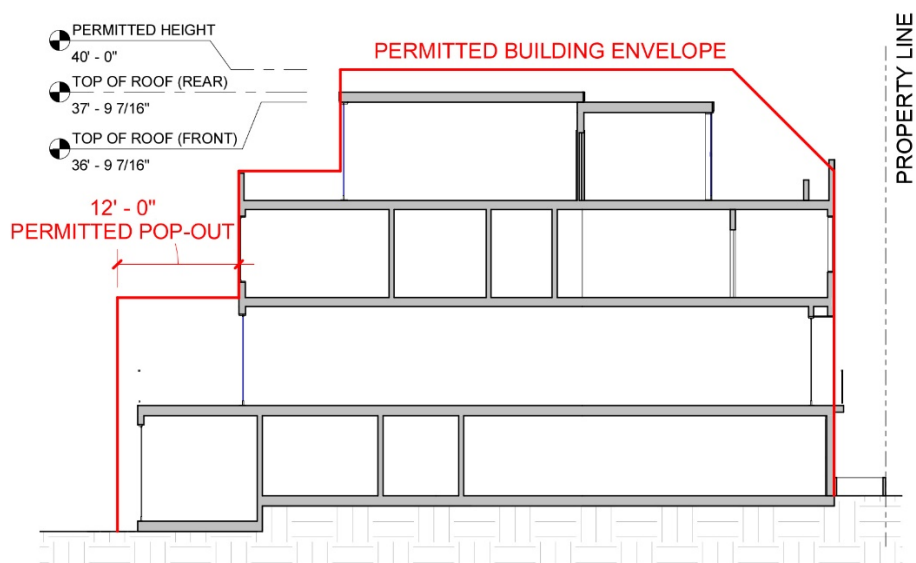 PERMITTED HEIGHT
40' - 0"
TOP OF ROOF (REAR)
37' - 9 7/16"
TOP OF ROOF (FRONT)
36' - 9 7/16"
PERMITTED BUILDING ENVELOPE
PROPERTY LINE
12' - 0"
PERMITTED POP-OUT